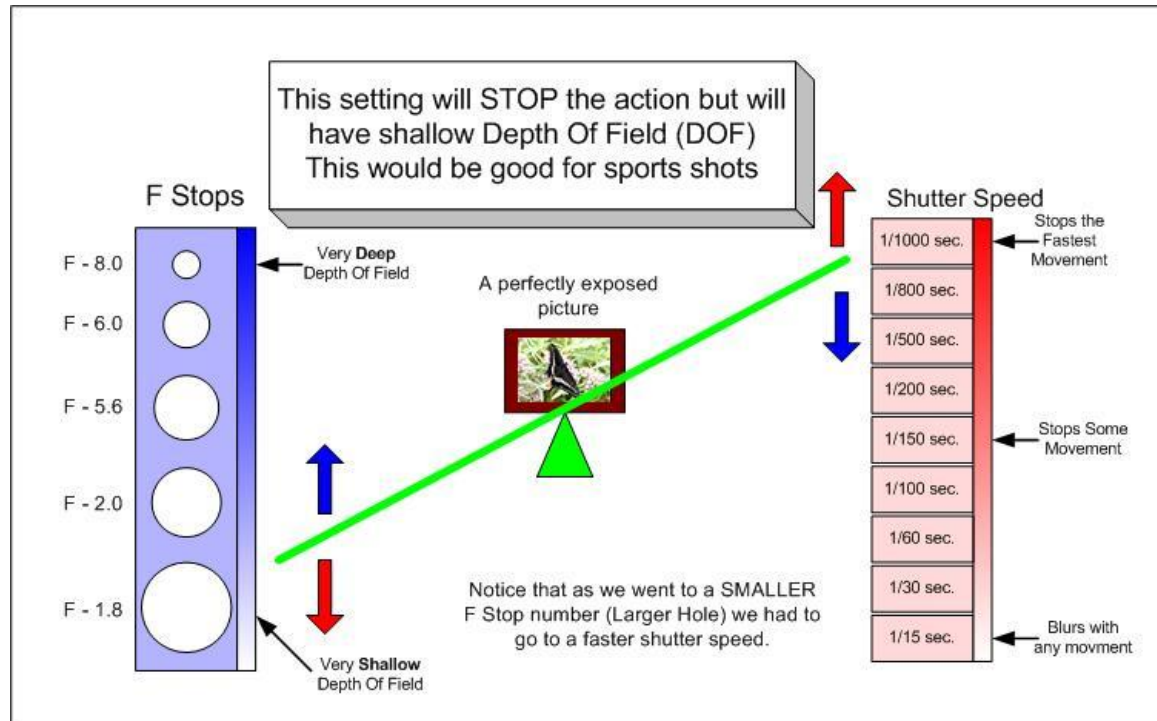 This setting will STOP the action but will
have shallow Depth Of Field (DOF)
This would be good for sports shots
F Stops
F - 8.0
F - 6.0
F - 5.6
F - 2.0
F - 1.8
Very Deep
Depth Of Field
Very Shallow
Depth Of Field
A perfectly exposed
picture
Notice that as we went to a SMALLER
F Stop number (Larger Hole) we had to
go to a faster shutter speed.
Shutter Speed
1/1000 sec.
1/800 sec.
1/500 sec.
1/200 sec.
1/150 sec.
1/100 sec.
1/60 sec.
1/30 sec.
1/15 sec.
Stops the
Fastest
Movement
Stops Some
Movement
Blurs with
any movment